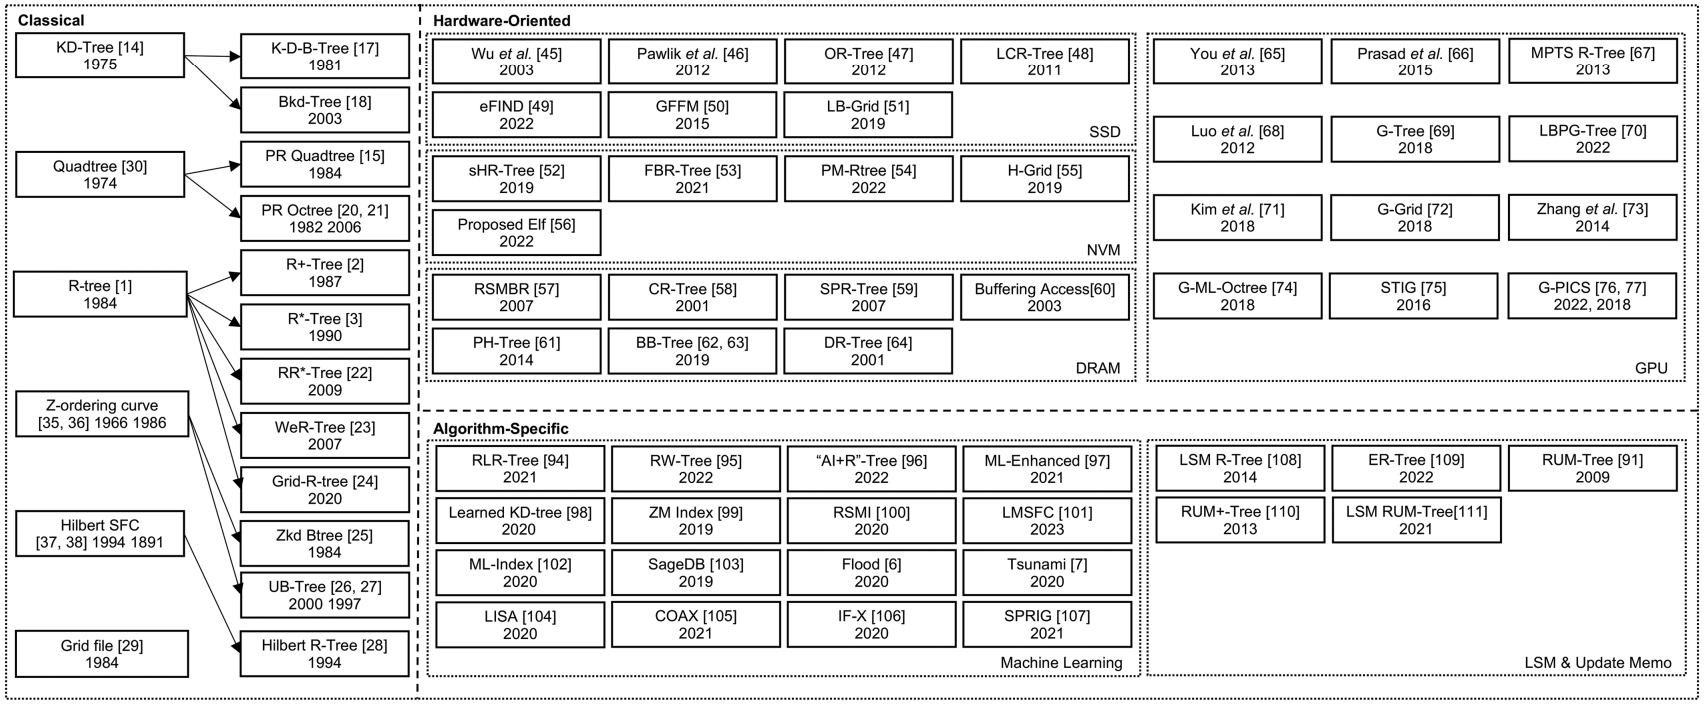 Classical
KD-Tree [14]
1975
K-D-B-Tree [17]
1981
Bkd-Tree [18]
2003
Quadtree [30]
1974
PR Quadtree [15]
1984
PR Octree [20, 21]
1982 2006
R-tree [1]
1984
R+-Tree [2]
1987
R*-Tree [3]
1990
RR*-Tree [22]
2009
Z-ordering curve
[35, 36] 1966 1986
WeR-Tree [23]
2007
Grid-R-tree [24]
2020
Hilbert SFC
[37, 38] 1994 1891
Zkd Btree [25]
1984
UB-Tree [26, 27]
2000 1997
Grid file [29]
1984
Hilbert R-Tree [28]
1994
Hardware-Oriented
Wu et al. [45]
2003
Pawlik et al. [46]
2012
OR-Tree [47]
2012
LCR-Tree [48]
2011
eFIND [49]
2022
GFFM [50]
2015
LB-Grid [51]
2019
SSD
sHR-Tree [52]
2019
FBR-Tree [53]
2021
PM-Rtree [54]
2022
H-Grid [55]
2019
Proposed Elf [56]
2022
NVM
RSMBR [57]
2007
CR-Tree [58]
2001
SPR-Tree [59]
2007
Buffering Access[60]
2003
PH-Tree [61]
2014
BB-Tree [62, 63]
2019
DR-Tree [64]
2001
DRAM
You et al. [65]
2013
Prasad et al. [66]
2015
MPTS R-Tree [67]
2013
Luo et al. [68]
2012
G-Tree [69]
2018
LBPG-Tree [70]
2022
Kim et al. [71]
2018
G-Grid [72]
2018
Zhang et al. [73]
2014
G-ML-Octree [74]
2018
STIG [75]
2016
G-PICS [76, 77]
2022, 2018
GPU
Algorithm-Specific
RLR-Tree [94]
2021
RW-Tree [95]
2022
“AI+R”-Tree [96]
2022
ML-Enhanced [97]
2021
Learned KD-tree [98]
2020
ZM Index [99]
2019
RSMI [100]
2020
LMSFC [101]
2023
ML-Index [102]
2020
SageDB [103]
2019
Flood [6]
2020
Tsunami [7]
2020
LISA [104]
2020
COAX [105]
2021
IF-X [106]
2020
SPRIG [107]
2021
Machine Learning
LSM R-Tree [108]
2014
ER-Tree [109]
2022
RUM-Tree [91]
2009
RUM+-Tree [110]
2013
LSM RUM-Tree[111]
2021
LSM & Update Memo